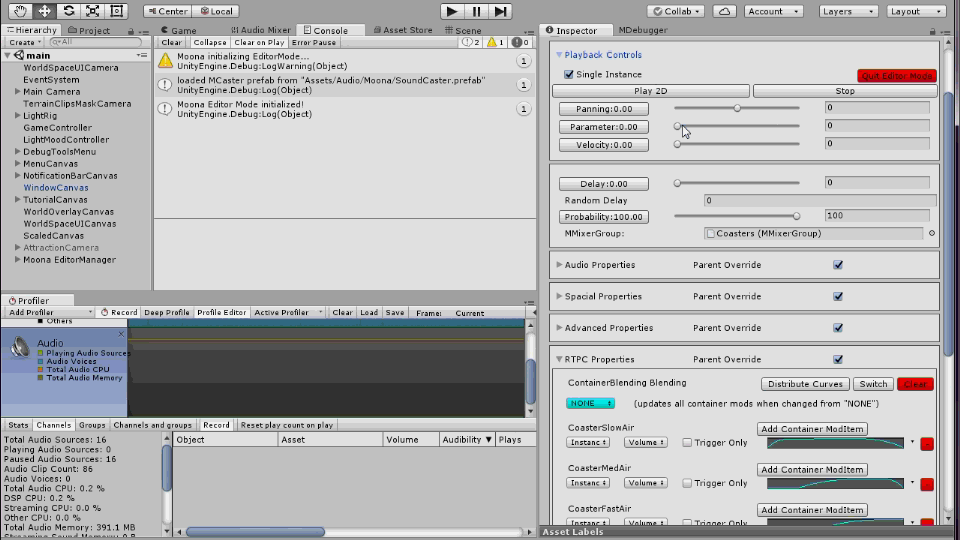 Center
Local
Collab
Account
Layers
Layout
Hierarchy
Project
Game
Audio Mixer
Console
Asset Store
Scene
Inspector
MDebugger
Create
All
Clear
Collapse
Clear on Play
Error Pause
2
1
0
main
WorldSpaceUICamera
EventSystem
Main Camera
TerrainClipsMaskCamera
LightRig
GameController
LightMoodController
DebugToolsMenu
MenuCanvas
NotificationBarCanvas
WindowCanvas
TutorialCanvas
WorldOverlayCanvas
WorldSpaceUICanvas
ScaledCanvas
AttractionCamera
Moona EditorManager
Moona initializing EditorMode...
UnityEngine.Debug:LogWarning(Object)
1
loaded MCaster prefab from "Assets/Audio/Moona/SoundCaster.prefab"
UnityEngine.Debug:Log(Object)
1
Moona Editor Mode initialized!
UnityEngine.Debug:Log(Object)
1
Playback Controls
Single Instance
Quit Editor Mode
Play 2D
Stop
Panning:0.00
0
Parameter:0.00
0
Velocity:0.00
0
Delay:0.00
0
Random Delay
0
Probability:100.00
100
MMixerGroup:
Coasters (MMixerGroup)
Audio Properties
Parent Override
Spacial Properties
Parent Override
Advanced Properties
Parent Override
RTPC Properties
Parent Override
ContainerBlending Blending
Distribute Curves
Switch
Clear
NONE
(updates all container mods when changed from "NONE")
CoasterSlowAir
Add Container ModItem
Instanc
Volume
Trigger Only
-
CoasterMedAir
Add Container ModItem
Instanc
Volume
Trigger Only
-
CoasterFastAir
Add Container ModItem
Instanc
Volume
Trigger Only
Asset Labels
Profiler
Add Profiler
Record
Deep Profile
Profile Editor
Active Profiler
Clear
Load
Save
Frame:
Current
Others
Audio
Playing Audio Sources
Audio Voices
Total Audio CPU
Total Audio Memory
Stats
Channels
Groups
Channels and groups
Record
Reset play count on play
Total Audio Sources: 16
Playing Audio Sources: 0
Paused Audio Sources: 16
Audio Clip Count: 86
Audio Voices: 0
Total Audio CPU: 0.2 %
DSP CPU: 0.2 %
Streaming CPU: 0.0 %
Other CPU: 0.0 %
Total Audio Memory: 391.1 MB
Object
Asset
Volume
Audibility ▼
Plays